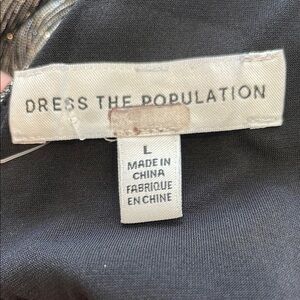 DRESS THE POPULATION
L
MADE IN
CHINA
FABRIQUE
EN CHINE